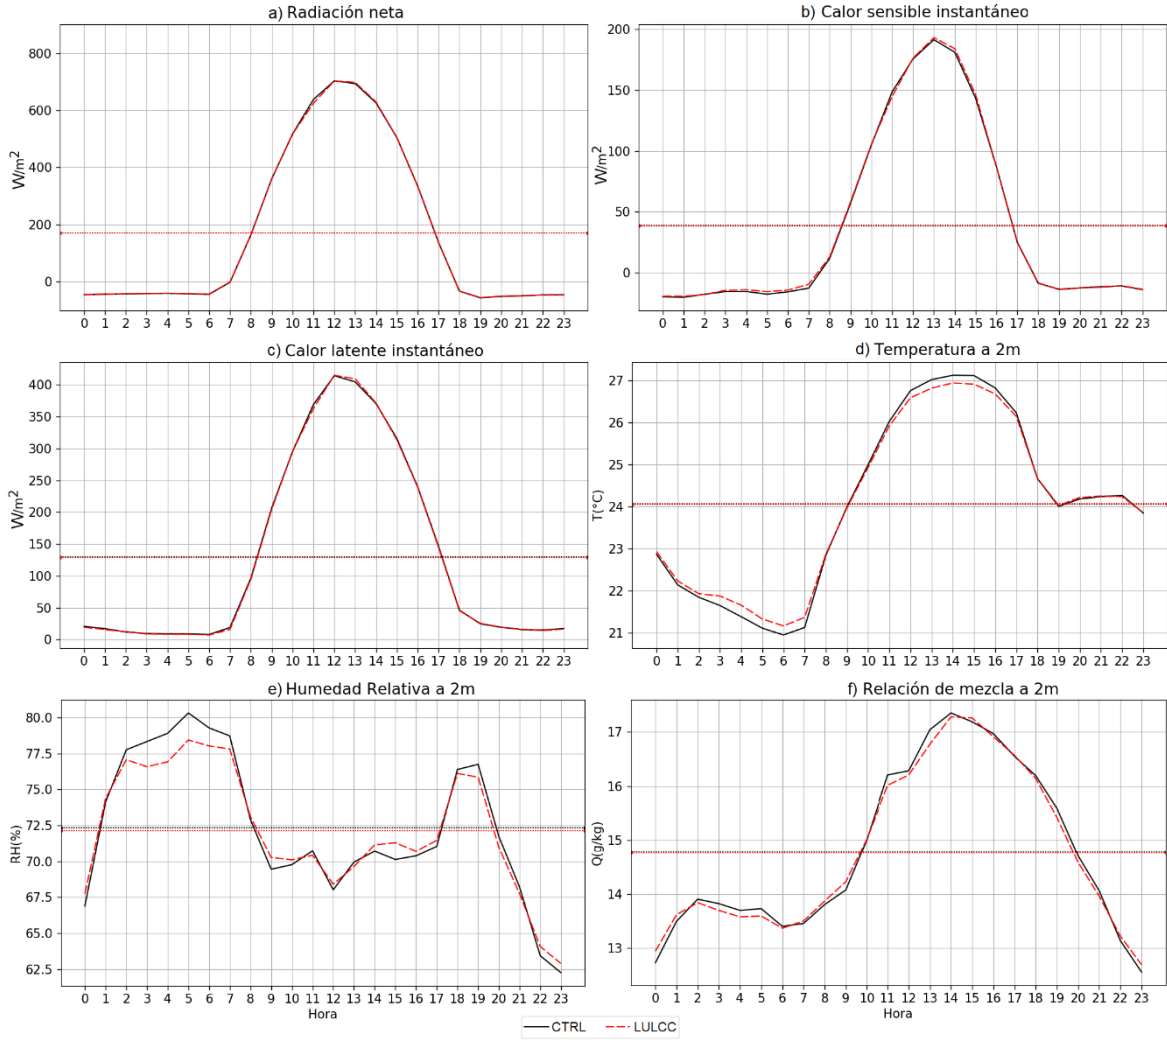 a) Radiación neta
800
600
400
200
0
W/m²
0 1 2 3 4 5 6 7 8 9 10 11 12 13 14 15 16 17 18 19 20 21 22 23
b) Calor sensible instantáneo
200
150
100
50
0
W/m²
0 1 2 3 4 5 6 7 8 9 10 11 12 13 14 15 16 17 18 19 20 21 22 23
c) Calor latente instantáneo
400
350
300
250
200
150
100
50
0
W/m²
0 1 2 3 4 5 6 7 8 9 10 11 12 13 14 15 16 17 18 19 20 21 22 23
d) Temperatura a 2m
27
26
25
24
23
22
21
T(°C)
0 1 2 3 4 5 6 7 8 9 10 11 12 13 14 15 16 17 18 19 20 21 22 23
e) Humedad Relativa a 2m
80.0
77.5
75.0
72.5
70.0
67.5
65.0
62.5
RH(%)
0 1 2 3 4 5 6 7 8 9 10 11 12 13 14 15 16 17 18 19 20 21 22 23
Hora
f) Relación de mezcla a 2m
17
16
15
14
13
Q(g/kg)
0 1 2 3 4 5 6 7 8 9 10 11 12 13 14 15 16 17 18 19 20 21 22 23
Hora
CTRL LULCC